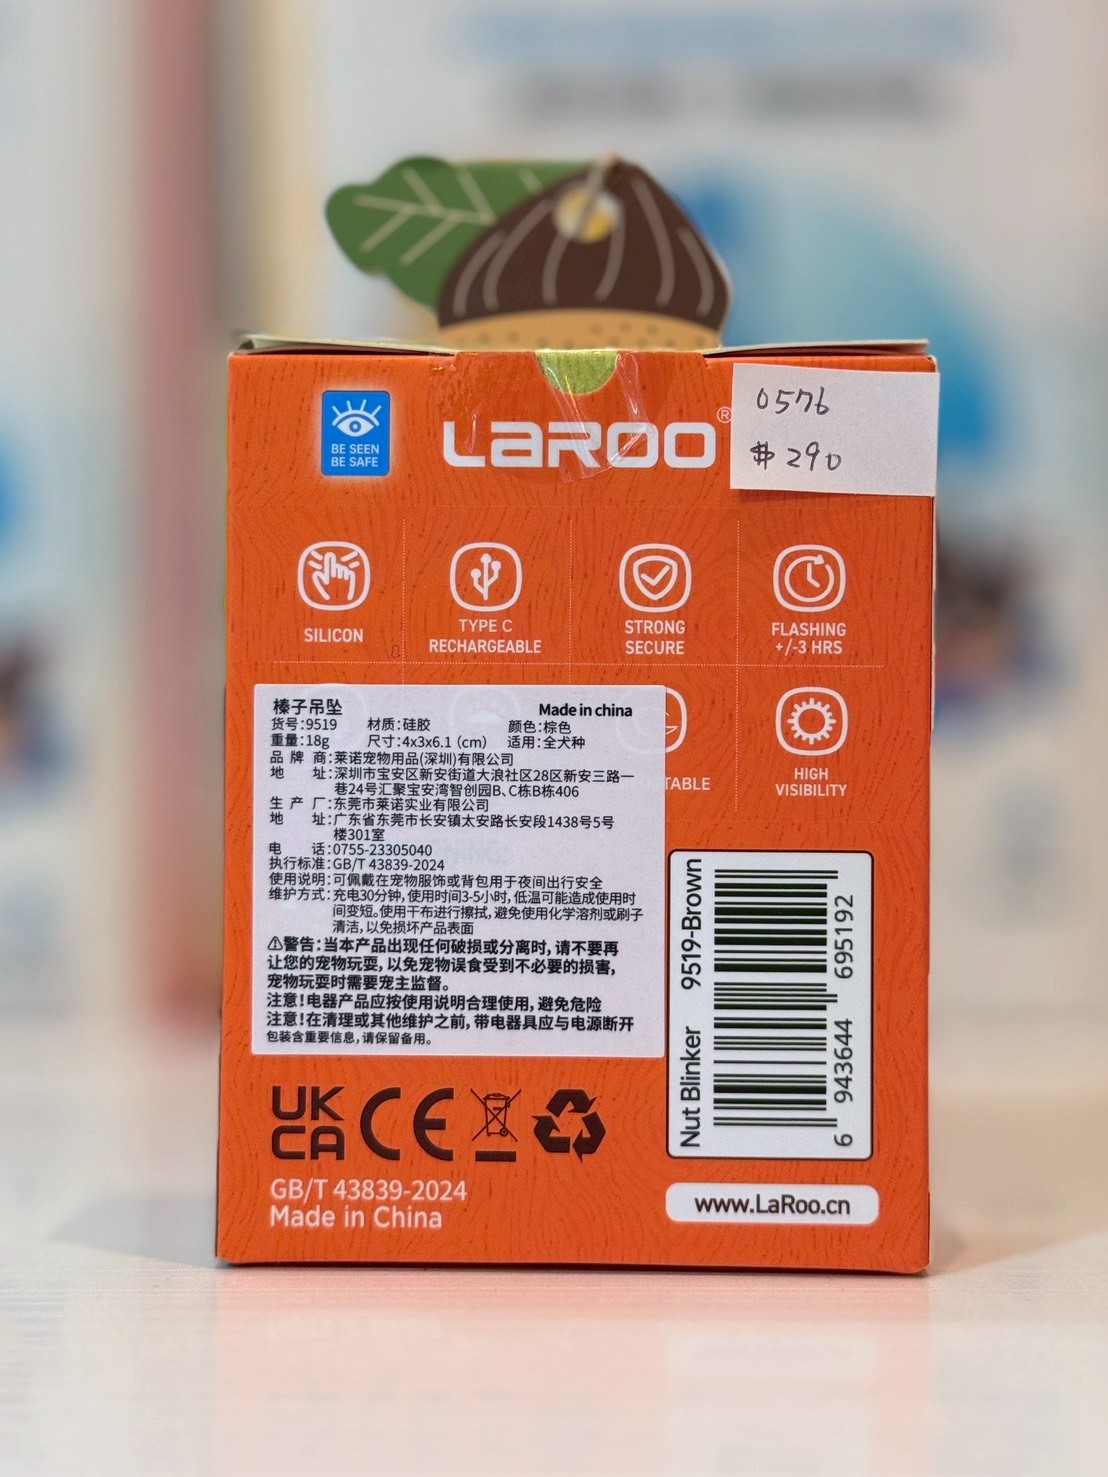 BE SEEN
BE SAFE
LaROO®
0576
$290
SILICON
TYPE C
RECHARGEABLE
STRONG
SECURE
FLASHING
+/-3 HRS
TABLE
HIGH
VISIBILITY
榛子吊坠
Made in china
货号:9519 材质:硅胶 颜色:棕色
重量:18g 尺寸:4x3x6.1 (cm) 适用:全犬种
品牌商:莱诺宠物用品(深圳)有限公司
地址:深圳市宝安区新安街道大浪社区28区新安三路一
巷24号汇聚宝安湾智创园B、C栋B栋406
生产厂:东莞市莱诺实业有限公司
地址:广东省东莞市长安镇太安路长安段1438号5号
楼301室
电话:0755-23305040
执行标准:GB/T 43839-2024
使用说明:可佩戴在宠物服饰或背包用于夜间出行安全
维护方式:充电30分钟,使用时间3-5小时,低温可能造成使用时
间变短。使用干布进行擦拭,避免使用化学溶剂或刷子
清洁,以免损坏产品表面
⚠警告:当本产品出现任何破损或分离时,请不要再
让您的宠物玩耍,以免宠物误食受到不必要的损害,
宠物玩耍时需要宠主监督。
注意!电器产品应按使用说明合理使用,避免危险
注意!在清理或其他维护之前,带电器具应与电源断开
包装含重要信息,请保留备用。
Nut Blinker 9519-Brown
6 943644 695192
UK
CA
CE
GB/T 43839-2024
Made in China
www.LaRoo.cn